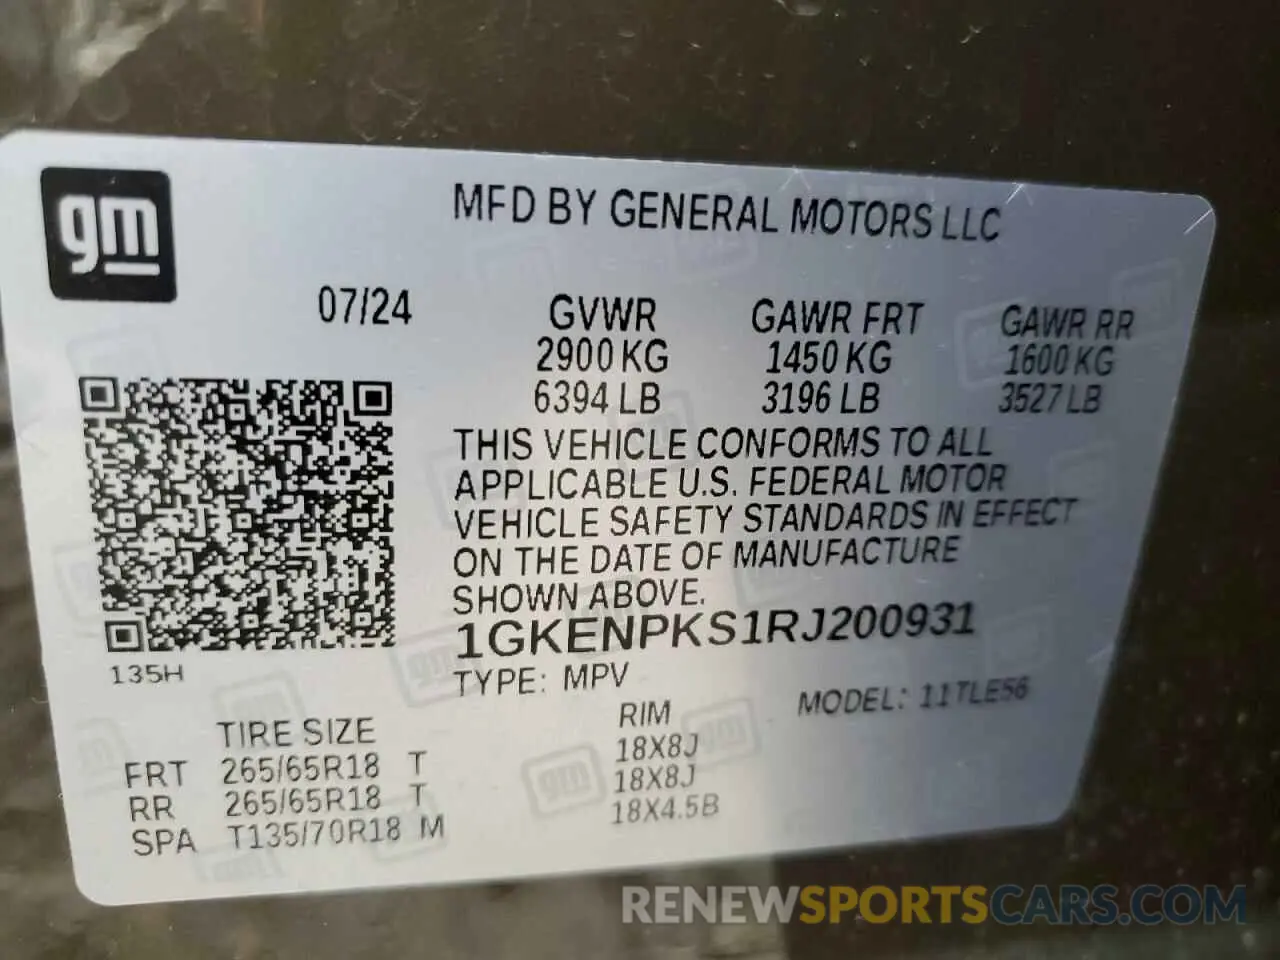 gm
MFD BY GENERAL MOTORS LLC
07/24 GVWR GAWR FRT GAWR RR
2900 KG 1450 KG 1600 KG
6394 LB 3196 LB 3527 LB
THIS VEHICLE CONFORMS TO ALL
APPLICABLE U.S. FEDERAL MOTOR
VEHICLE SAFETY STANDARDS IN EFFECT
ON THE DATE OF MANUFACTURE
SHOWN ABOVE.
1GKENPKS1RJ200931
135H
TYPE: MPV MODEL: 11TLE56
TIRE SIZE RIM
FRT 265/65R18 T 18X8J
RR 265/65R18 T 18X8J
SPA T135/70R18 M 18X4.5B
gm
gm
gm
RENEWSPORTSCARS.COM